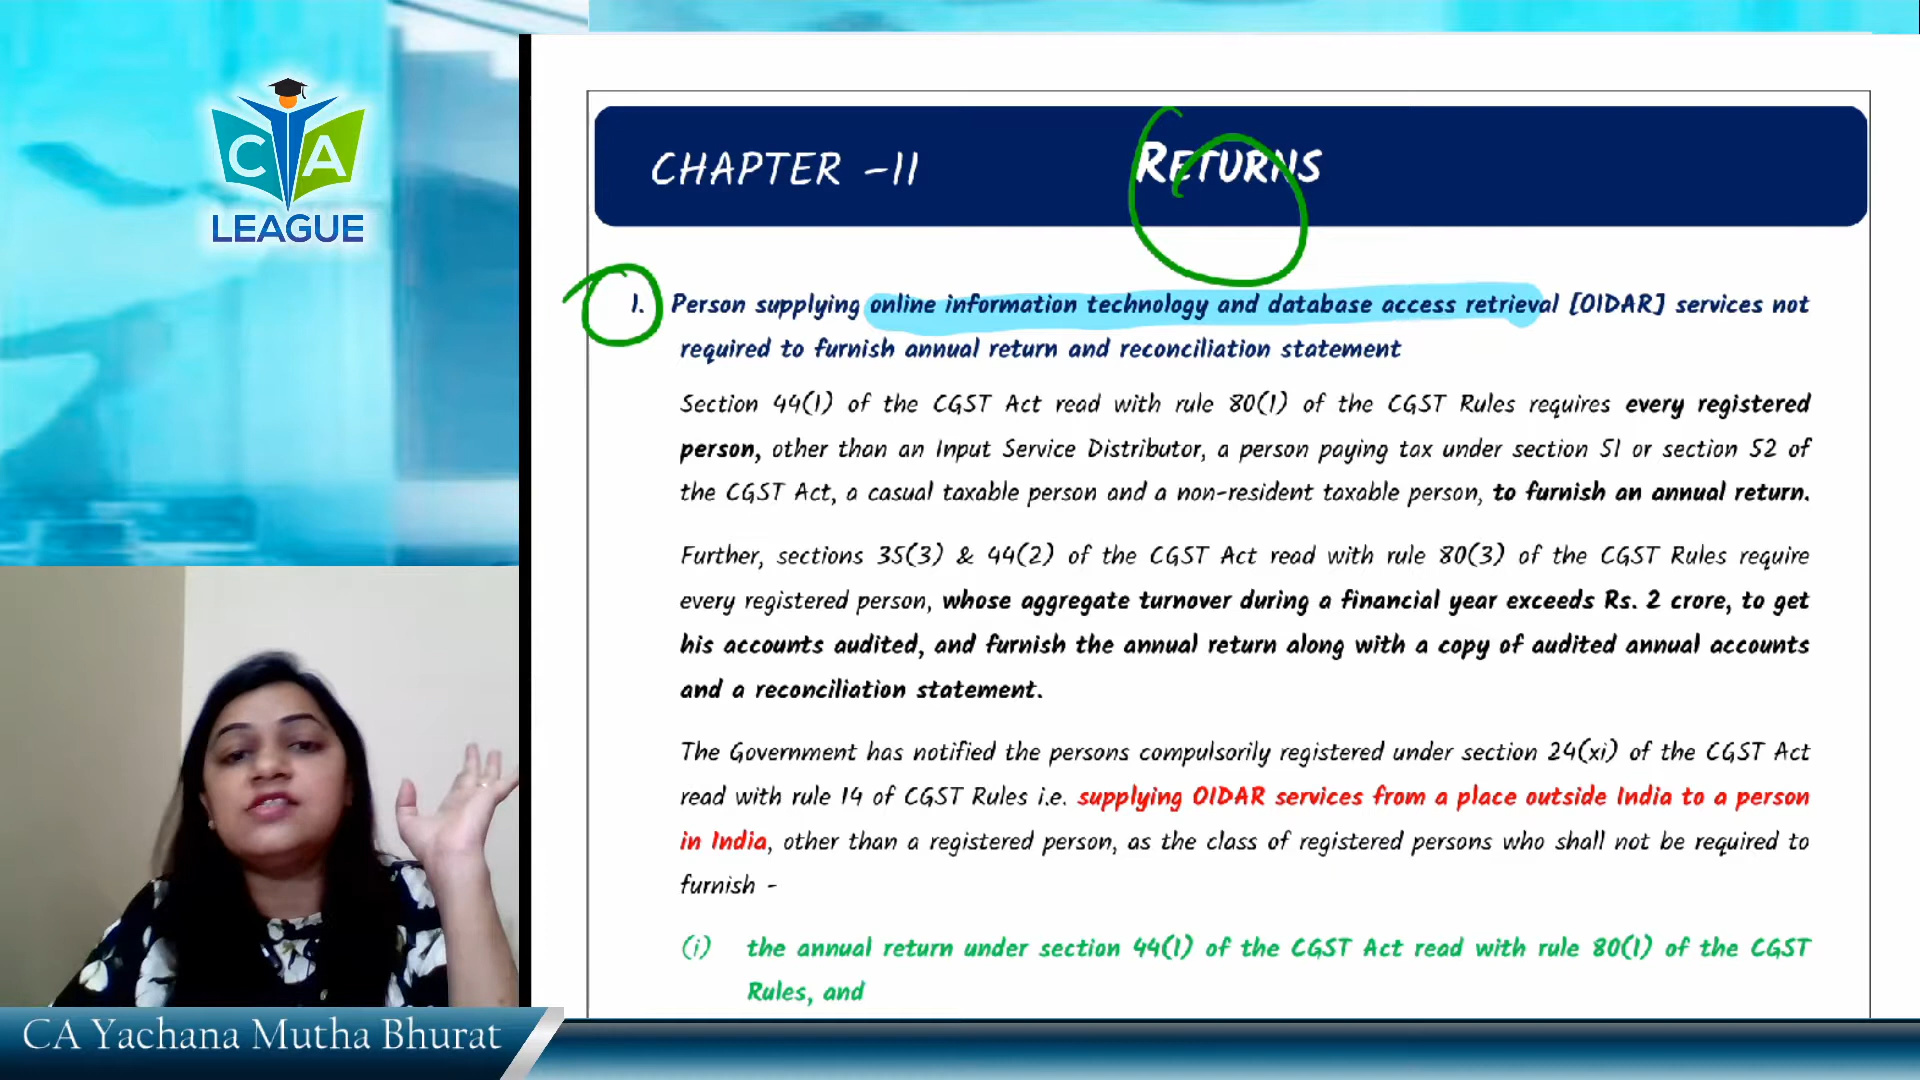 C A
LEAGUE
CHAPTER –11 RETURNS
1. Person supplying online information technology and database access retrieval [OIDAR] services not
required to furnish annual return and reconciliation statement
Section 44(1) of the CGST Act read with rule 80(1) of the CGST Rules requires every registered
person, other than an Input Service Distributor, a person paying tax under section 51 or section 52 of
the CGST Act, a casual taxable person and a non-resident taxable person, to furnish an annual return.
Further, sections 35(3) & 44(2) of the CGST Act read with rule 80(3) of the CGST Rules require
every registered person, whose aggregate turnover during a financial year exceeds Rs. 2 crore, to get
his accounts audited, and furnish the annual return along with a copy of audited annual accounts
and a reconciliation statement.
The Government has notified the persons compulsorily registered under section 24(xi) of the CGST Act
read with rule 14 of CGST Rules i.e. supplying OIDAR services from a place outside India to a person
in India, other than a registered person, as the class of registered persons who shall not be required to
furnish -
(i) the annual return under section 44(1) of the CGST Act read with rule 80(1) of the CGST
Rules, and
CA Yachana Mutha Bhurat